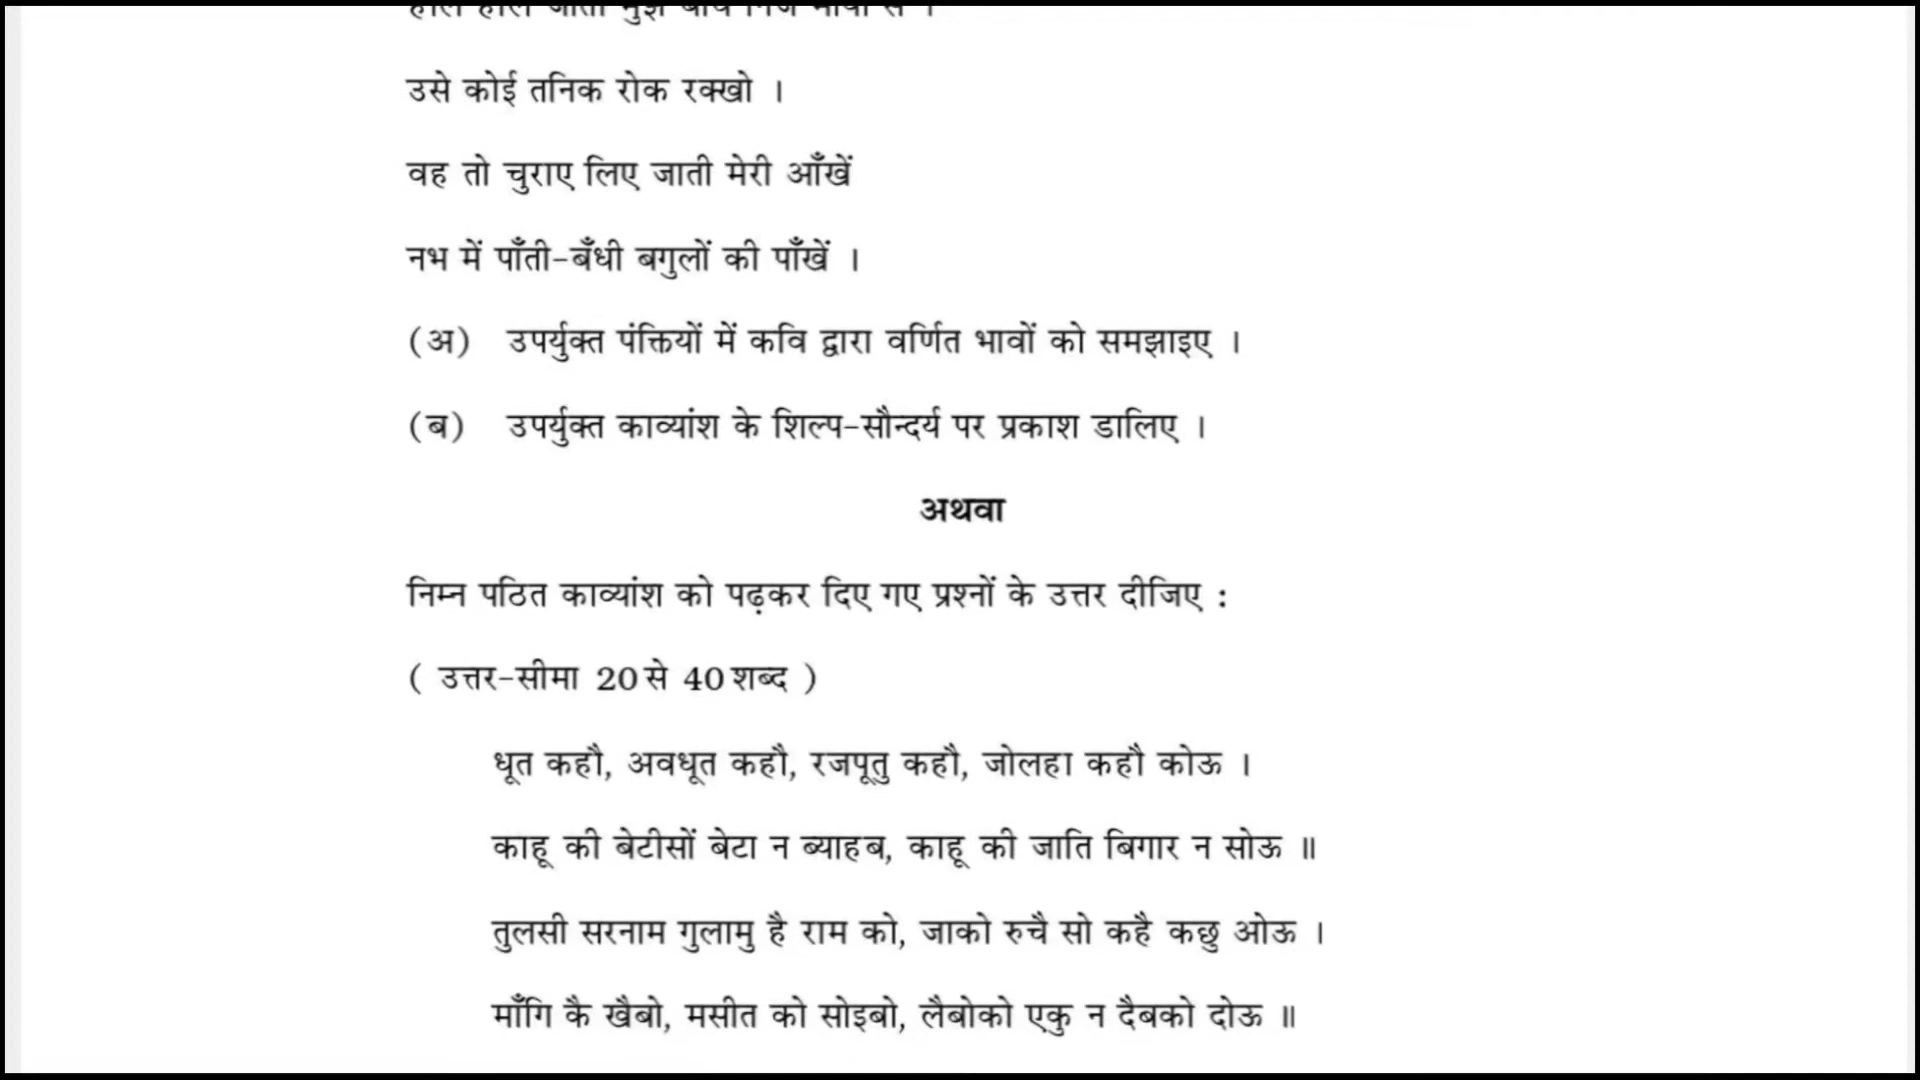 उसे कोई तनिक रोक रक्खो ।
वह तो चुराए लिए जाती मेरी आँखें
नभ में पाँती-बँधी बगुलों की पाँखें ।
(अ) उपर्युक्त पंक्तियों में कवि द्वारा वर्णित भावों को समझाइए ।
(ब) उपर्युक्त काव्यांश के शिल्प-सौन्दर्य पर प्रकाश डालिए ।
अथवा
निम्न पठित काव्यांश को पढ़कर दिए गए प्रश्नों के उत्तर दीजिए :
( उत्तर-सीमा 20 से 40 शब्द )
धूत कहौ, अवधूत कहौ, रजपूतु कहौ, जोलहा कहौ कोऊ ।
काहू की बेटीसों बेटा न ब्याहब, काहू की जाति बिगार न सोऊ ॥
तुलसी सरनाम गुलामु है राम को, जाको रुचै सो कहै कछु ओऊ ।
माँगि कै खैबो, मसीत को सोइबो, लैबोको एकु न दैबको दोऊ ॥